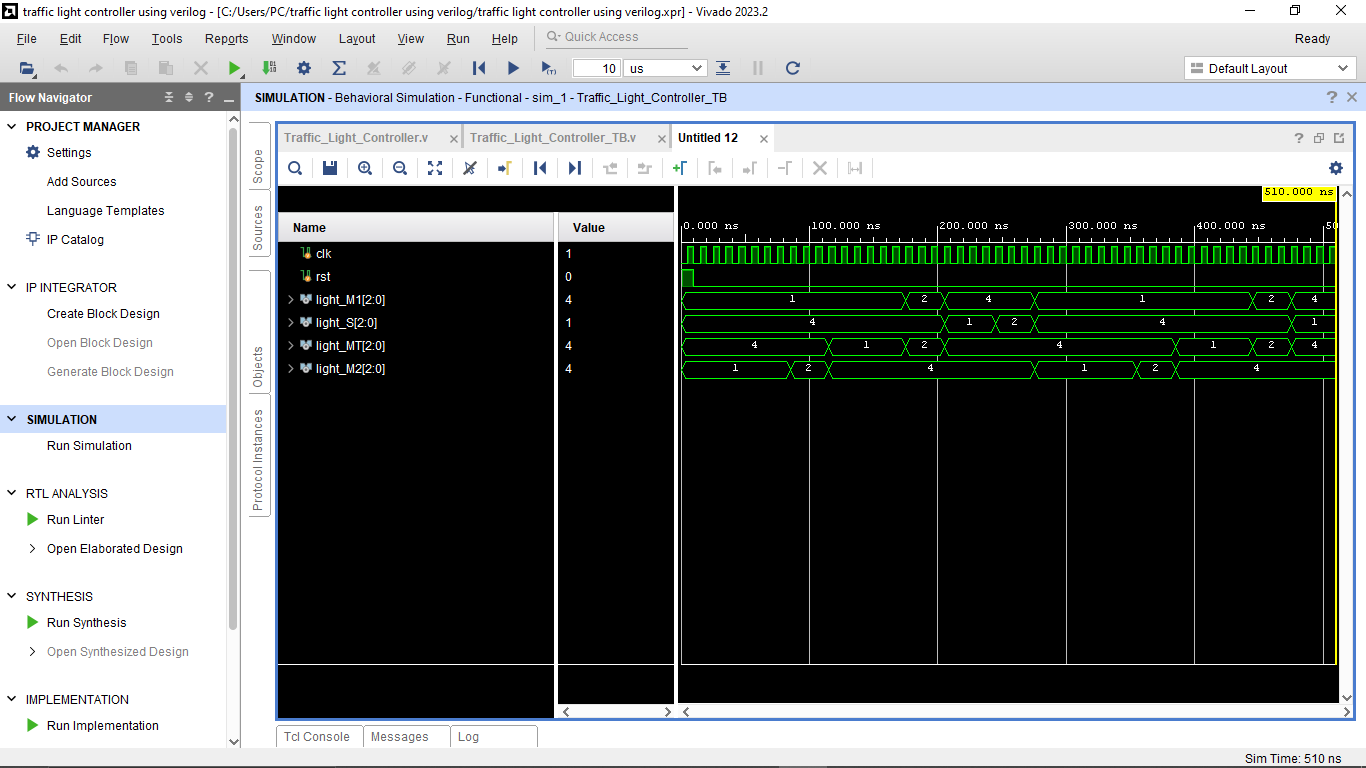 traffic light controller using verilog - [C:/Users/PC/traffic light controller using verilog/traffic light controller using verilog.xpr] - Vivado 2023.2
File Edit Flow Tools Reports Window Layout View Run Help Quick Access Ready
10 us Default Layout
Flow Navigator
SIMULATION - Behavioral Simulation - Functional - sim_1 - Traffic_Light_Controller_TB
PROJECT MANAGER
Settings
Add Sources
Language Templates
IP Catalog
IP INTEGRATOR
Create Block Design
Open Block Design
Generate Block Design
SIMULATION
Run Simulation
RTL ANALYSIS
Run Linter
Open Elaborated Design
SYNTHESIS
Run Synthesis
Open Synthesized Design
IMPLEMENTATION
Run Implementation
Scope
Sources
Objects
Protocol Instances
Traffic_Light_Controller.v Traffic_Light_Controller_TB.v Untitled 12
510.000 ns
Name Value 0.000 ns 100.000 ns 200.000 ns 300.000 ns 400.000 ns 50
clk 1
rst 0
light_M1[2:0] 4 1 2 4 1 2 4
light_S[2:0] 1 4 1 2 4 1
light_MT[2:0] 4 4 1 2 4 1 2 4
light_M2[2:0] 4 1 2 4 1 2 4
Tcl Console Messages Log
Sim Time: 510 ns